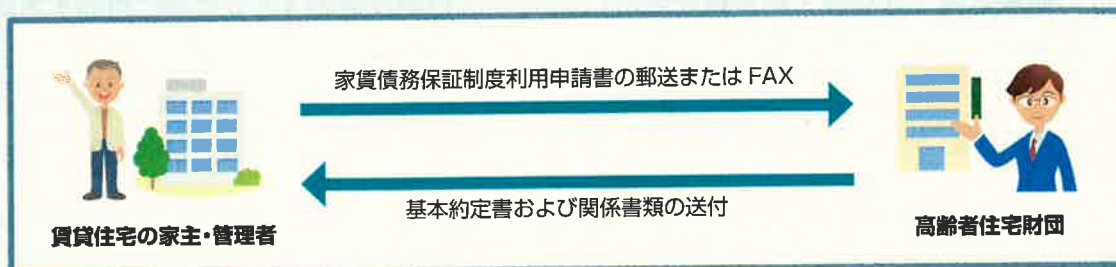 家賃債務保証制度利用申請書の郵送またはFAX
基本約定書および関係書類の送付
賃貸住宅の家主・管理者
高齢者住宅財団